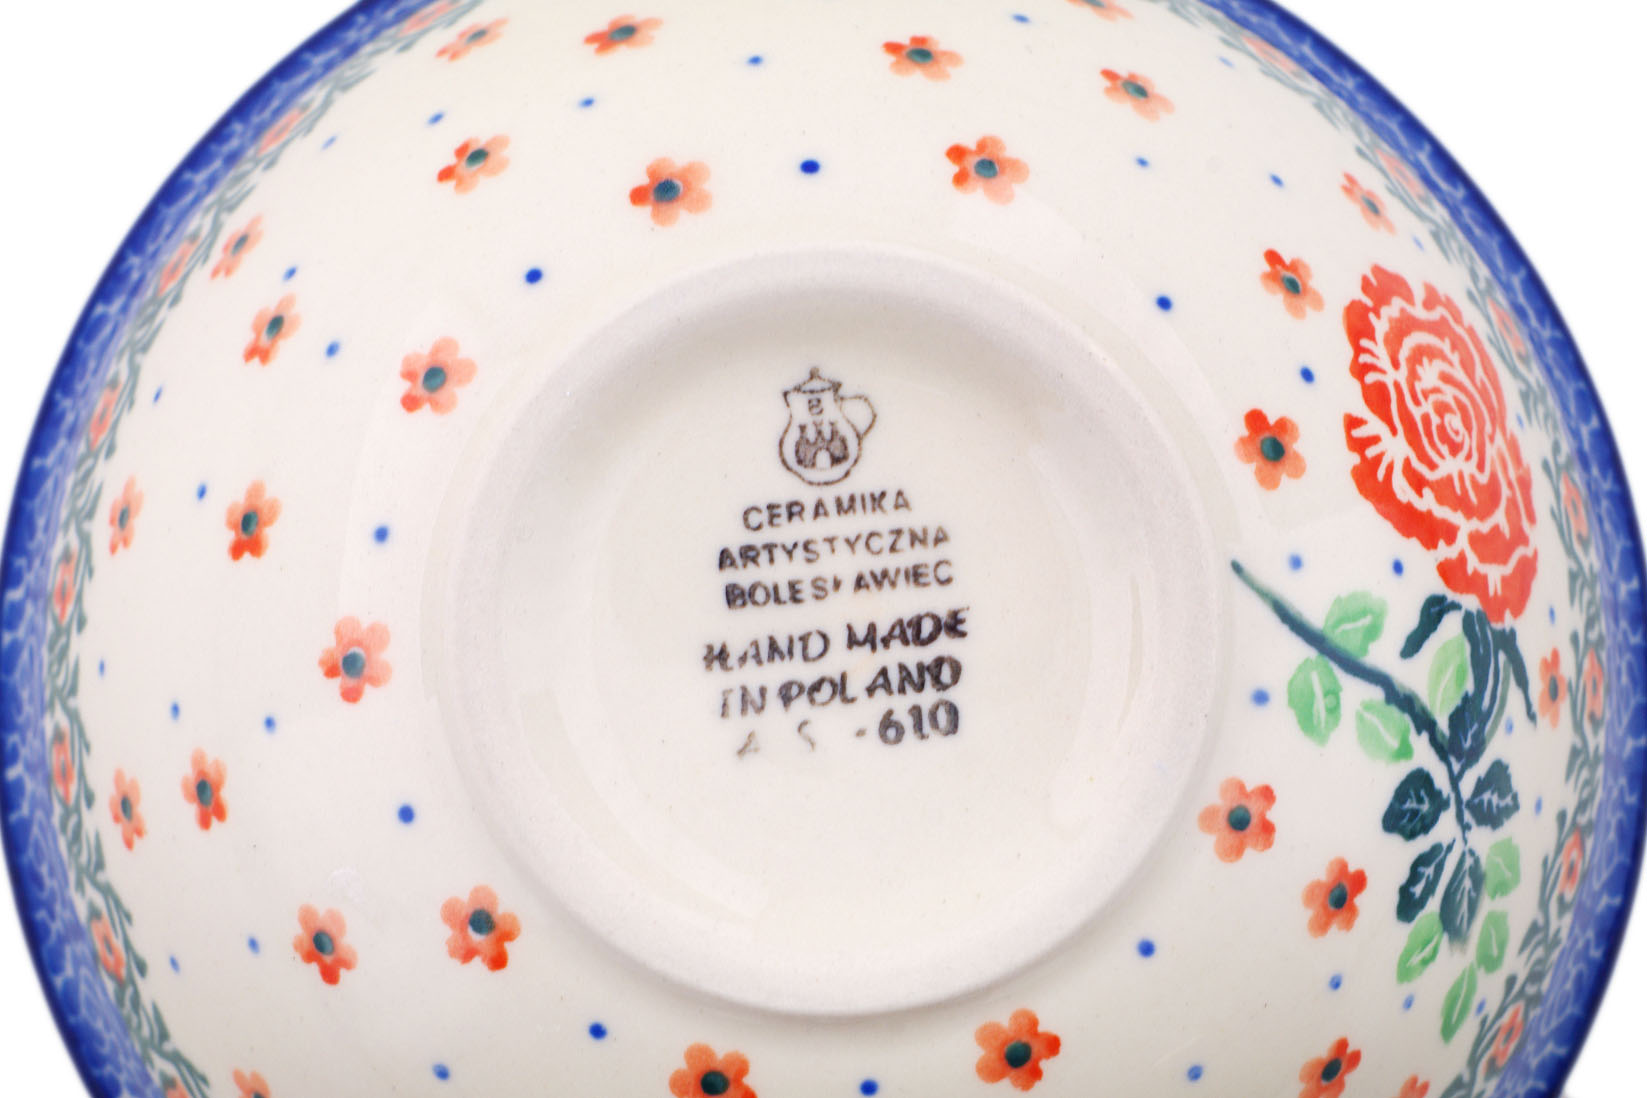 CERAMIKA
ARTYSTYCZNA
BOLESŁAWIEC
HAND MADE
IN POLAND
-610